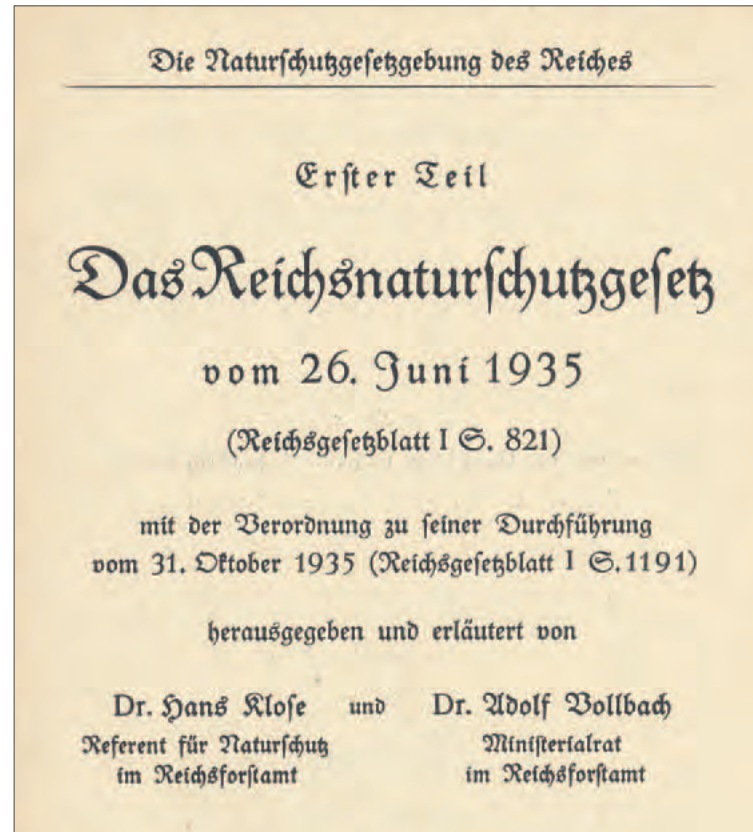 Die Naturschutzgesetzgebung des Reiches
Erster Teil
Das Reichsnaturschutzgesetz
vom 26. Juni 1935
(Reichsgesetzblatt I S. 821)
mit der Verordnung zu seiner Durchführung
vom 31. Oktober 1935 (Reichsgesetzblatt I S. 1191)
herausgegeben und erläutert von
Dr. Hans Klose und Dr. Adolf Vollbach
Referent für Naturschutz Ministerialrat
im Reichsforstamt im Reichsforstamt